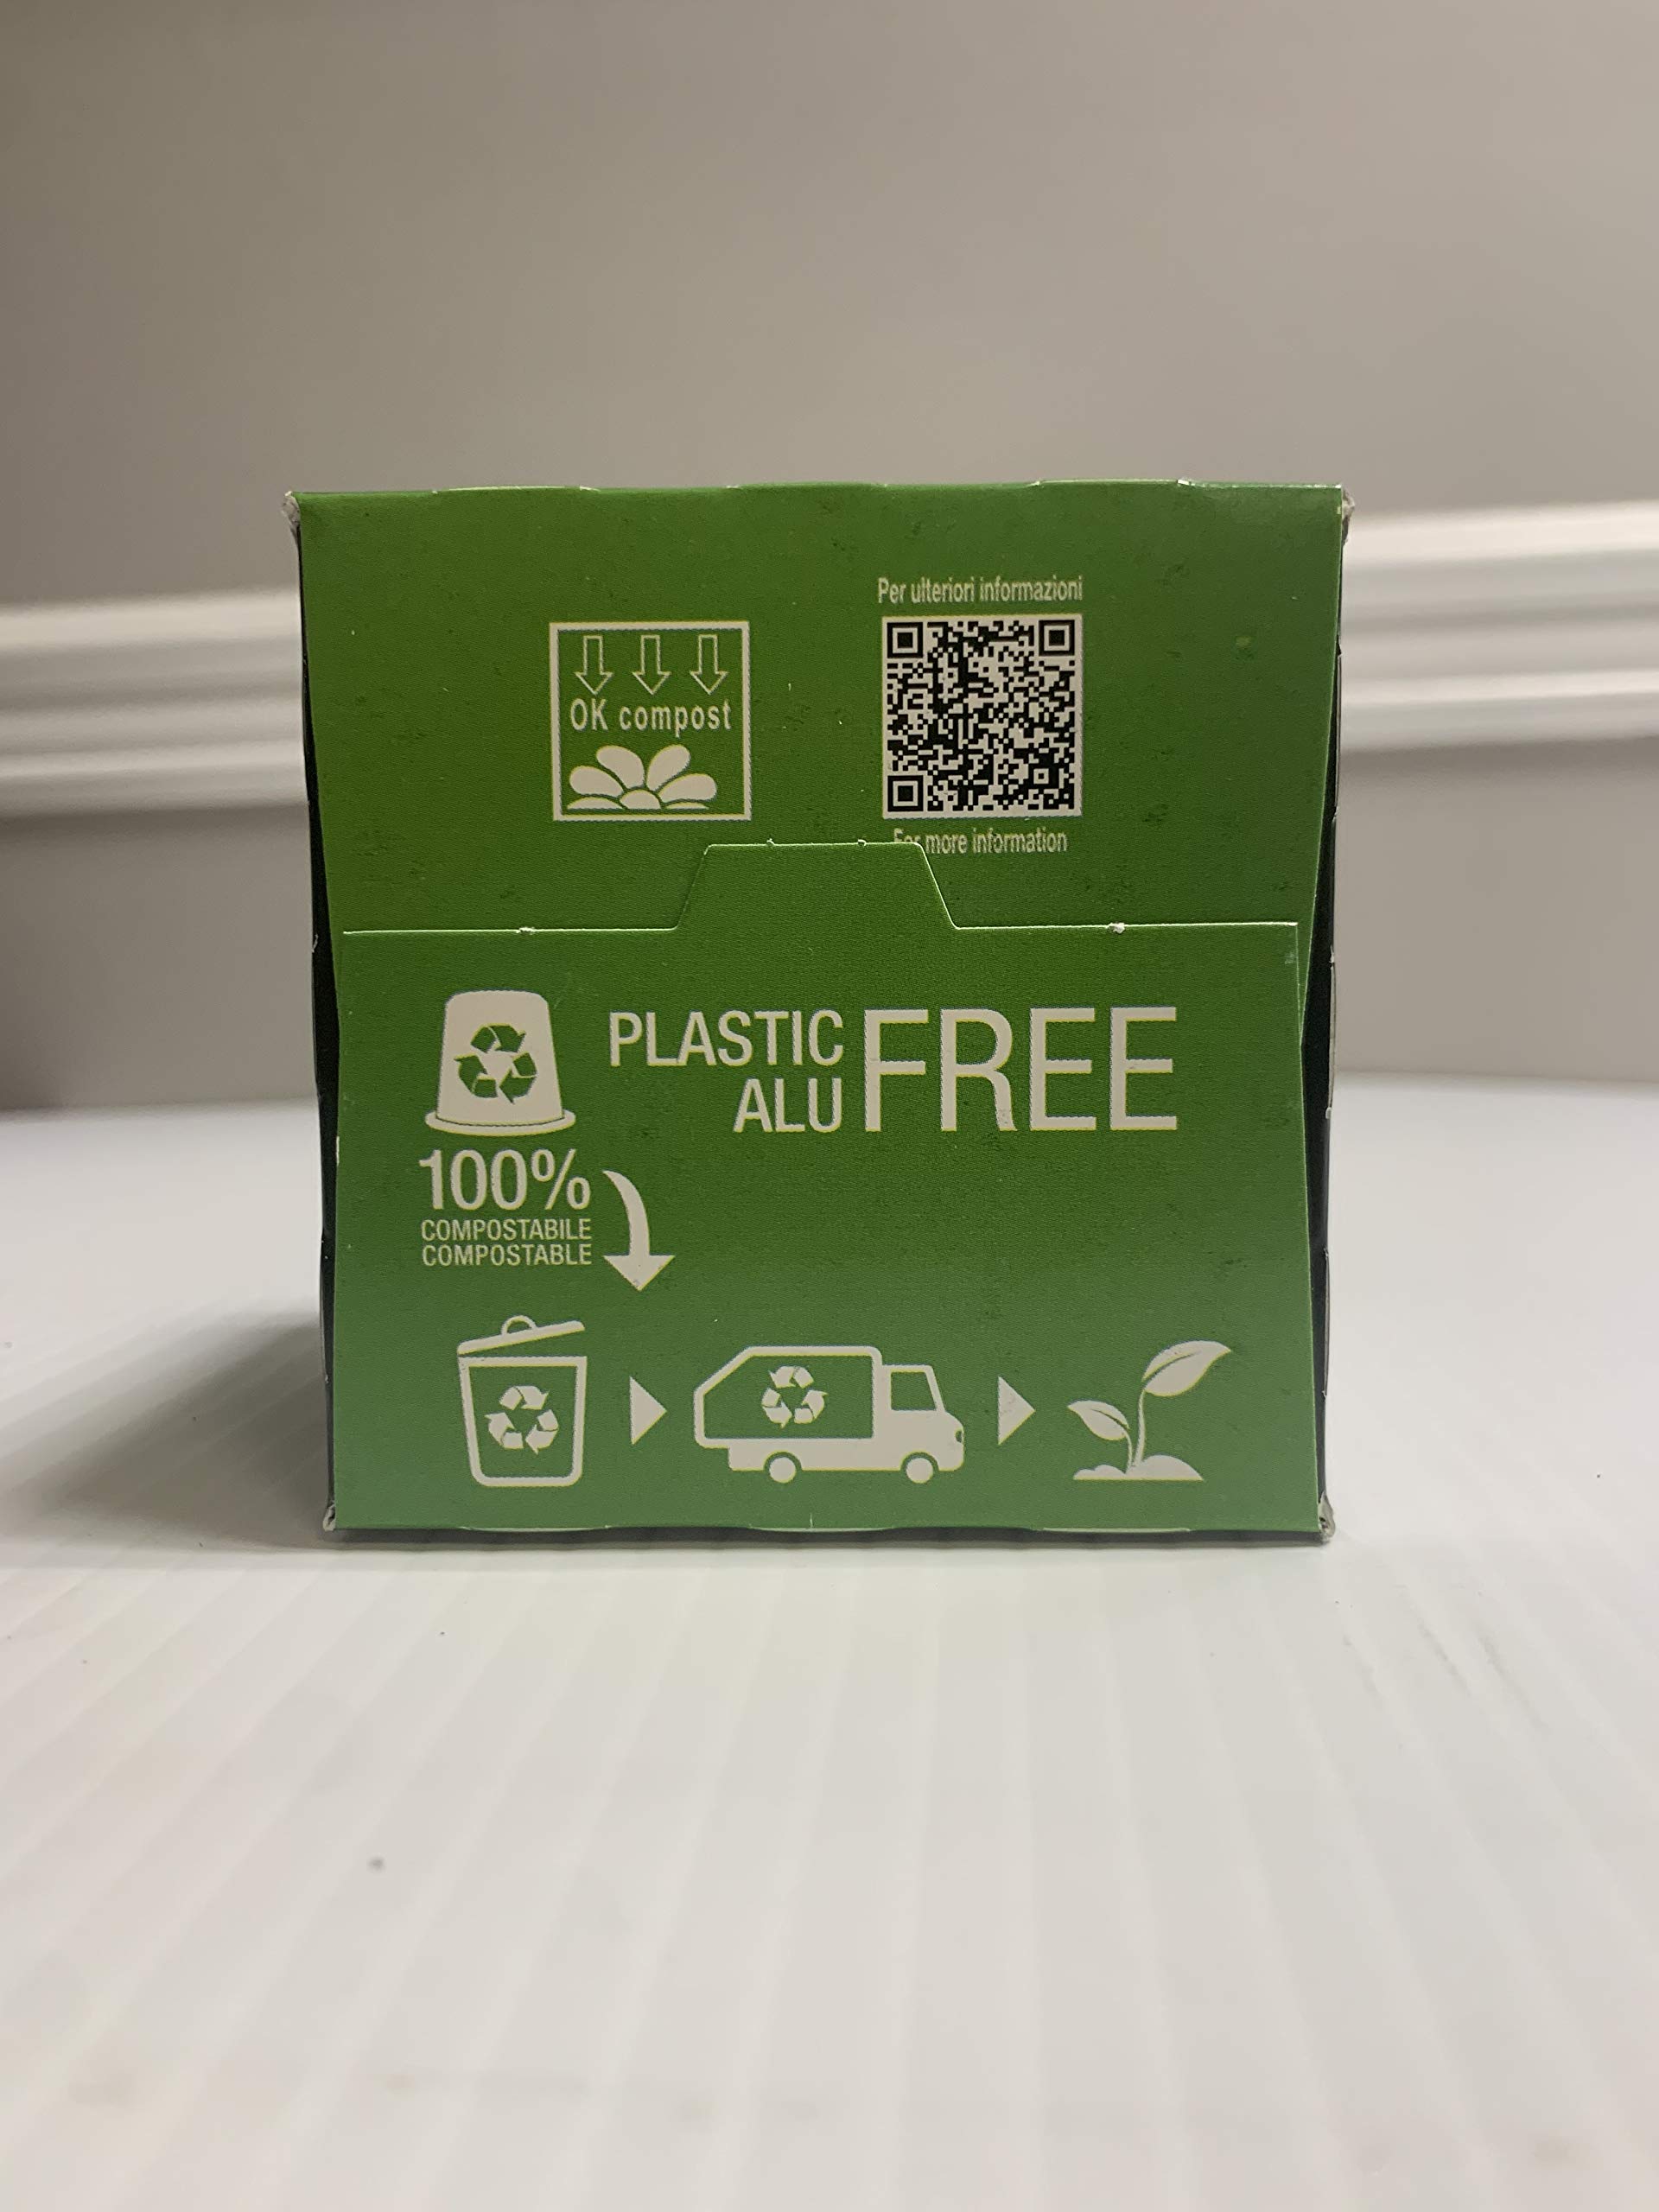 Per ulteriori informazioni
OK compost
For more information
PLASTIC
ALU FREE
100%
COMPOSTABILE
COMPOSTABLE